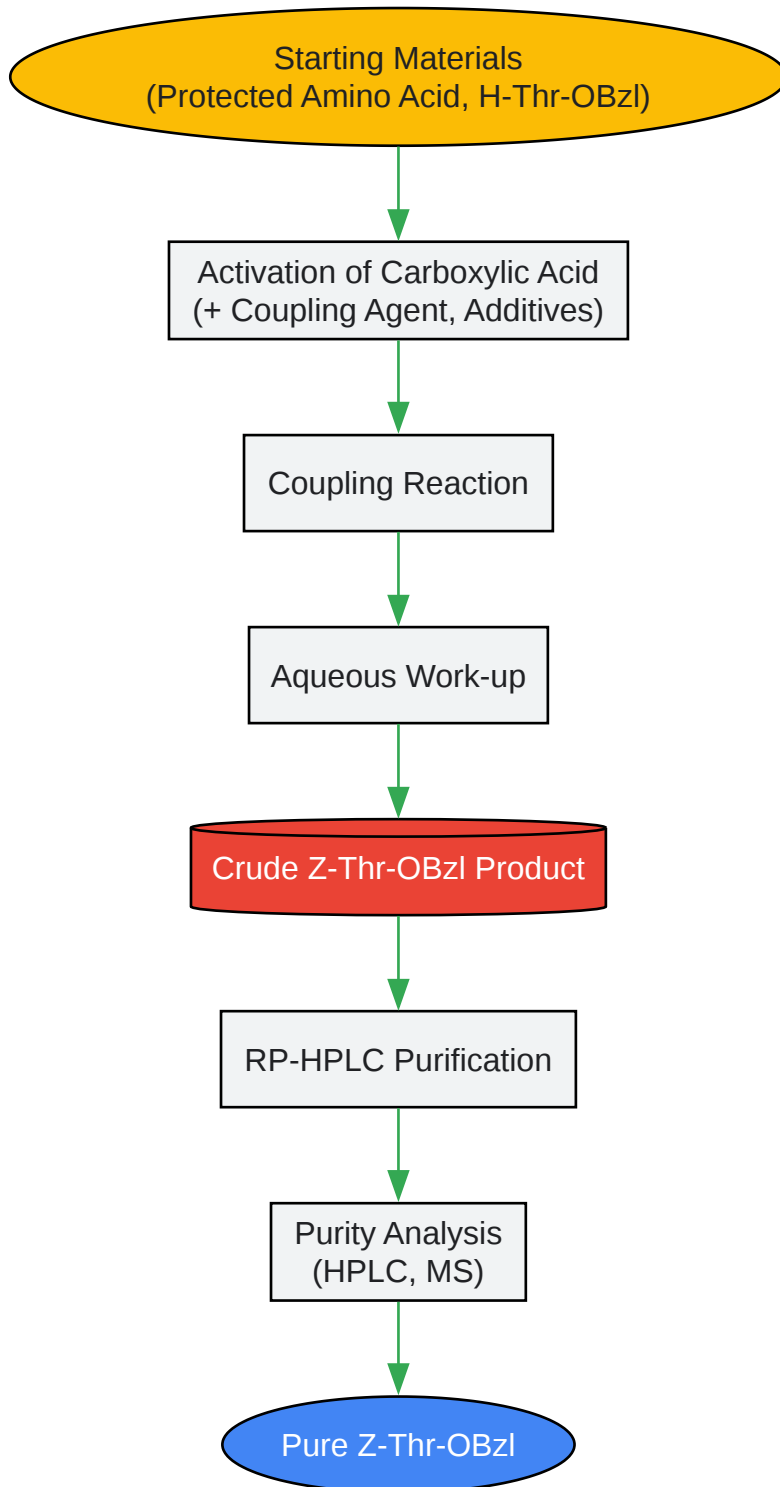 Starting Materials
(Protected Amino Acid, H-Thr-OBzl)
Activation of Carboxylic Acid
(+ Coupling Agent, Additives)
Coupling Reaction
Aqueous Work-up
Crude Z-Thr-OBzl Product
RP-HPLC Purification
Purity Analysis
(HPLC, MS)
Pure Z-Thr-OBzl